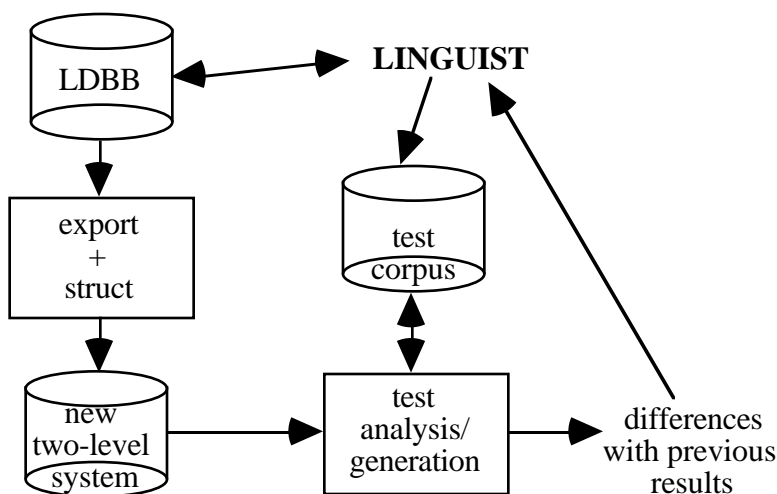 LDBB
LINGUIST
export
+
struct
test
corpus
new
two-level
system
test
analysis/
generation
differences
with previous
results